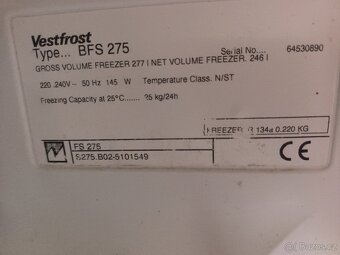 Vestfrost
Type... BFS 275 Serial No.... 64530890
GROSS VOLUME FREEZER 277 l NET VOLUME FREEZER. 246 l
220 .240V ~ 50 Hz 145 W Temperature Class. N/ST
Freezing Capacity at 25°C....: 25 kg/24h
FREEZER. R 134a 0.220 KG
FS 275
S275.B02-5101549
CE